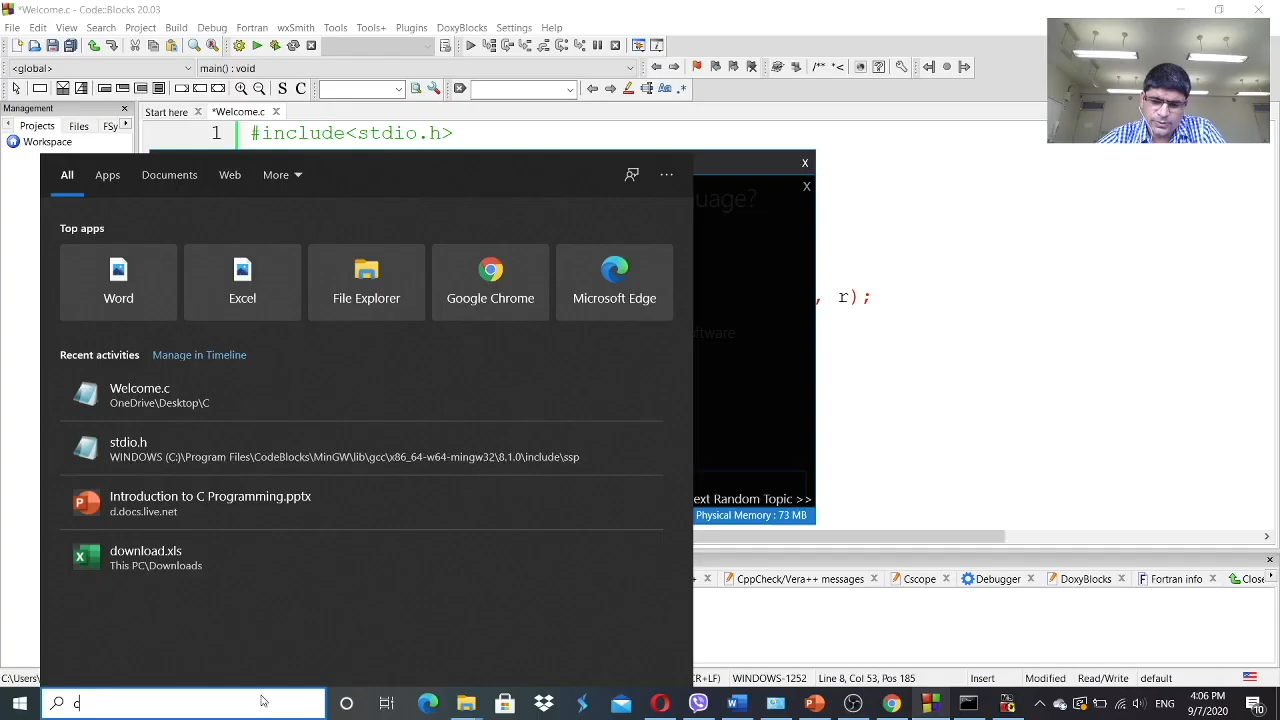 *Welcome.c - Code::Blocks 20.03
File Edit View Search Project Build Debug Fortran wxSmith Tools Tools+ Plugins DoxyBlocks Settings Help
<global> main() : void
/** *<
S C
.*
Management
Projects Files FSy
Workspace
Start here *Welcome.c
1 #include<stdio.h>
All Apps Documents Web More
uage?
Top apps
Word Excel File Explorer Google Chrome Microsoft Edge
, r);
oftware
Recent activities Manage in Timeline
Welcome.c
OneDrive\Desktop\C
stdio.h
WINDOWS (C:)\Program Files\CodeBlocks\MinGW\lib\gcc\x86_64-w64-mingw32\8.1.0\include\ssp
Introduction to C Programming.pptx
d.docs.live.net
download.xls
This PC\Downloads
ext Random Topic >>
Physical Memory : 73 MB
CppCheck/Vera++ messages Cscope Debugger DoxyBlocks Fortran info Close
C:\Users R+LF) WINDOWS-1252 Line 8, Col 53, Pos 185 Insert Modified Read/Write default
c
4:06 PM
9/7/2020
10